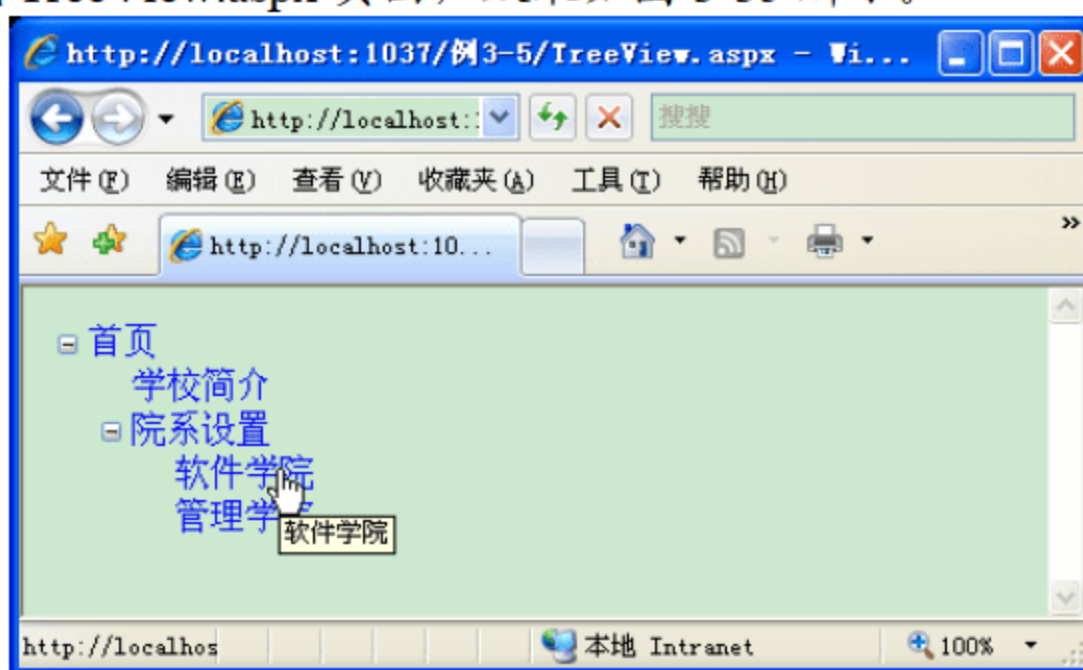 http://localhost:1037/例3-5/TreeView.aspx - Wi...
http://localhost: 搜搜
文件(F) 编辑(E) 查看(V) 收藏夹(A) 工具(T) 帮助(H)
http://localhost:10... »
首页
学校简介
院系设置
软件学院
管理学
软件学院
http://localhos 本地 Intranet 100%